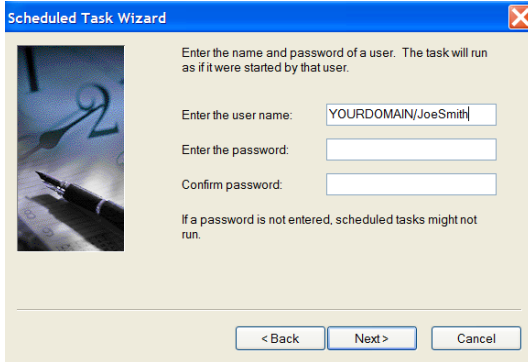 Scheduled Task Wizard
Enter the name and password of a user. The task will run
as if it were started by that user.
Enter the user name:
YOURDOMAIN/JoeSmith
Enter the password:
Confirm password:
If a password is not entered, scheduled tasks might not
run.
< Back
Next >
Cancel